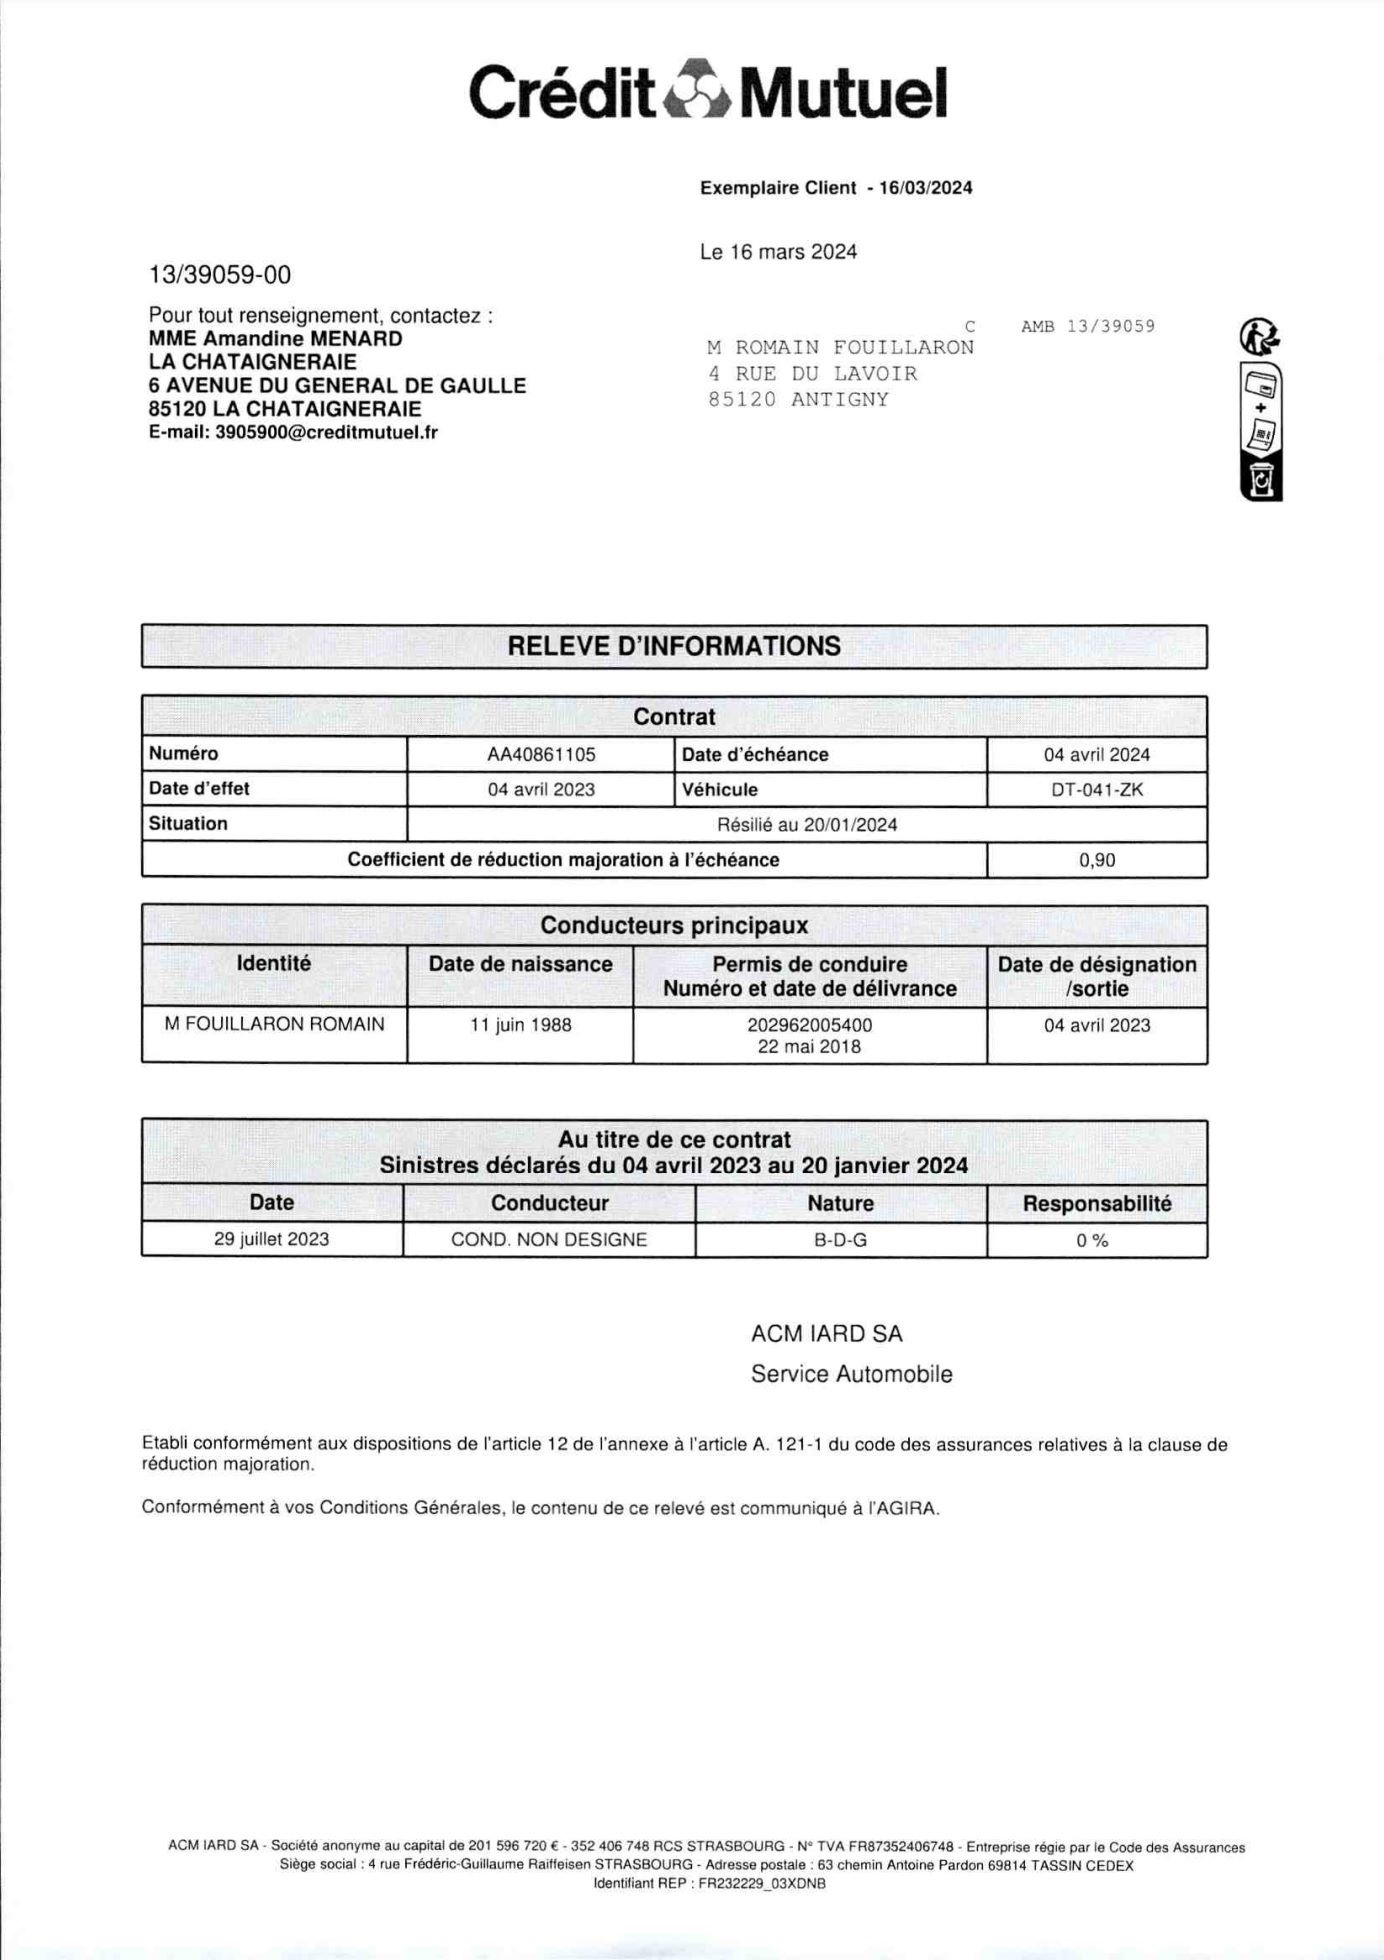 Crédit Mutuel
Exemplaire Client - 16/03/2024
Le 16 mars 2024
13/39059-00
Pour tout renseignement, contactez :
MME Amandine MENARD
LA CHATAIGNERAIE
6 AVENUE DU GENERAL DE GAULLE
85120 LA CHATAIGNERAIE
E-mail: 3905900@creditmutuel.fr
C AMB 13/39059
M ROMAIN FOUILLARON
4 RUE DU LAVOIR
85120 ANTIGNY
RELEVE D'INFORMATIONS
Contrat
Numéro AA40861105 Date d'échéance 04 avril 2024
Date d'effet 04 avril 2023 Véhicule DT-041-ZK
Situation Résilié au 20/01/2024
Coefficient de réduction majoration à l'échéance 0,90
Conducteurs principaux
Identité Date de naissance Permis de conduire Date de désignation
Numéro et date de délivrance /sortie
M FOUILLARON ROMAIN 11 juin 1988 202962005400 04 avril 2023
22 mai 2018
Au titre de ce contrat
Sinistres déclarés du 04 avril 2023 au 20 janvier 2024
Date Conducteur Nature Responsabilité
29 juillet 2023 COND. NON DESIGNE B-D-G 0 %
ACM IARD SA
Service Automobile
Etabli conformément aux dispositions de l'article 12 de l'annexe à l'article A. 121-1 du code des assurances relatives à la clause de
réduction majoration.
Conformément à vos Conditions Générales, le contenu de ce relevé est communiqué à l'AGIRA.
ACM IARD SA - Société anonyme au capital de 201 596 720 € - 352 406 748 RCS STRASBOURG - N° TVA FR87352406748 - Entreprise régie par le Code des Assurances
Siège social : 4 rue Frédéric-Guillaume Raiffeisen STRASBOURG - Adresse postale : 63 chemin Antoine Pardon 69814 TASSIN CEDEX
Identifiant REP : FR232229_03XDNB